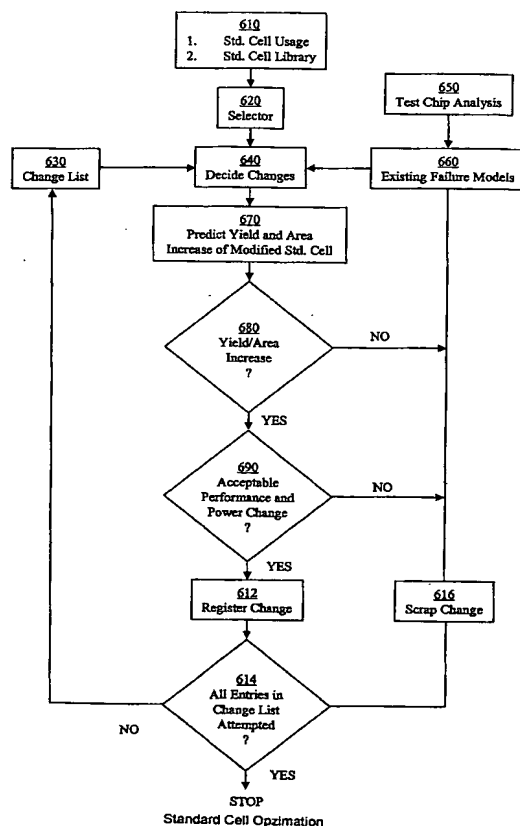 610
1. Std. Cell Usage
2. Std. Cell Library
620
Selector
650
Test Chip Analysis
630
Change List
640
Decide Changes
660
Existing Failure Models
670
Predict Yield and Area
Increase of Modified Std. Cell
680
Yield/Area
Increase
?
NO
YES
690
Acceptable
Performance and
Power Change
?
NO
YES
612
Register Change
616
Scrap Change
614
All Entries in
Change List
Attempted
?
NO
YES
STOP
Standard Cell Opzimation